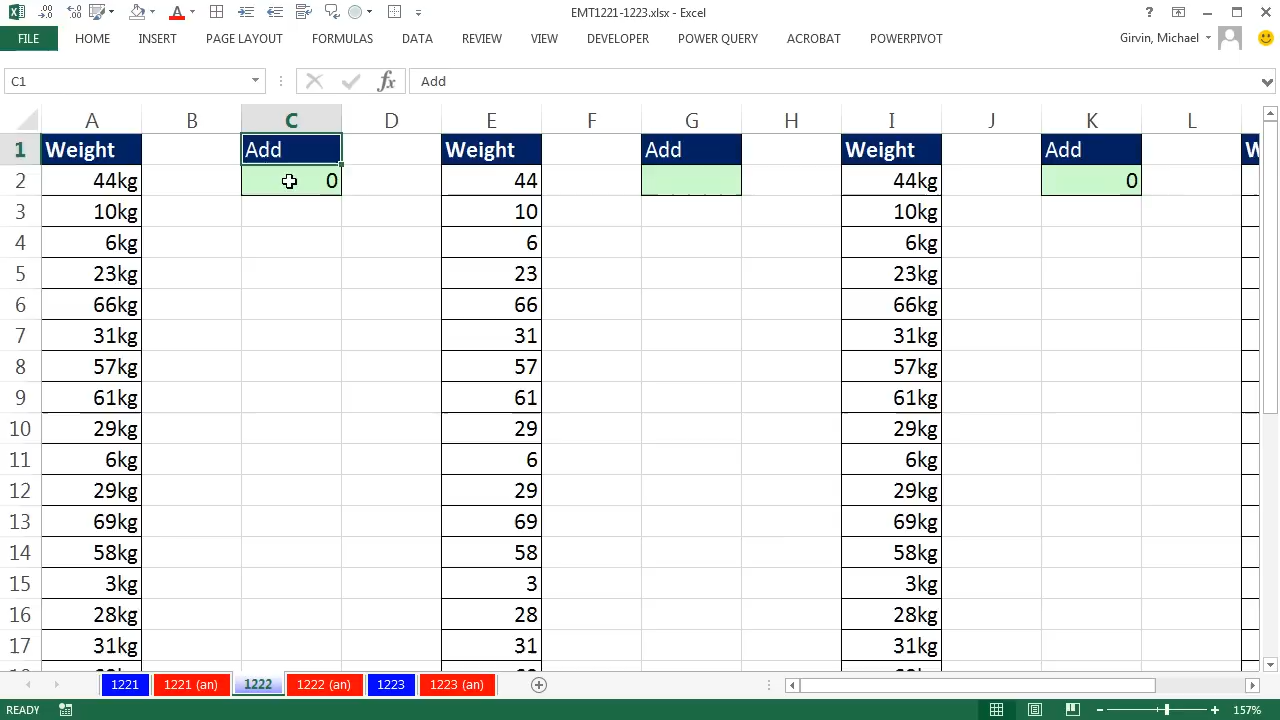 EMT1221-1223.xlsx - Excel
FILE HOME INSERT PAGE LAYOUT FORMULAS DATA REVIEW VIEW DEVELOPER POWER QUERY ACROBAT POWERPIVOT Girvin, Michael
C1 fx Add
A B C D E F G H I J K L
1 Weight Add Weight Add Weight Add W
2 44kg 0 44 44kg 0
3 10kg 10 10kg
4 6kg 6 6kg
5 23kg 23 23kg
6 66kg 66 66kg
7 31kg 31 31kg
8 57kg 57 57kg
9 61kg 61 61kg
10 29kg 29 29kg
11 6kg 6 6kg
12 29kg 29 29kg
13 69kg 69 69kg
14 58kg 58 58kg
15 3kg 3 3kg
16 28kg 28 28kg
17 31kg 31 31kg
1221 1221 (an) 1222 1222 (an) 1223 1223 (an)
READY 157%